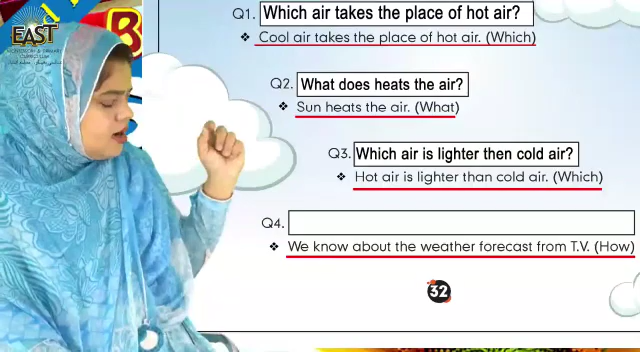 EAST
Q1. Which air takes the place of hot air?
❖ Cool air takes the place of hot air. (Which)
Q2. What does heats the air?
❖ Sun heats the air. (What)
Q3. Which air is lighter then cold air?
❖ Hot air is lighter than cold air. (Which)
Q4.
❖ We know about the weather forecast from T.V. (How)
32